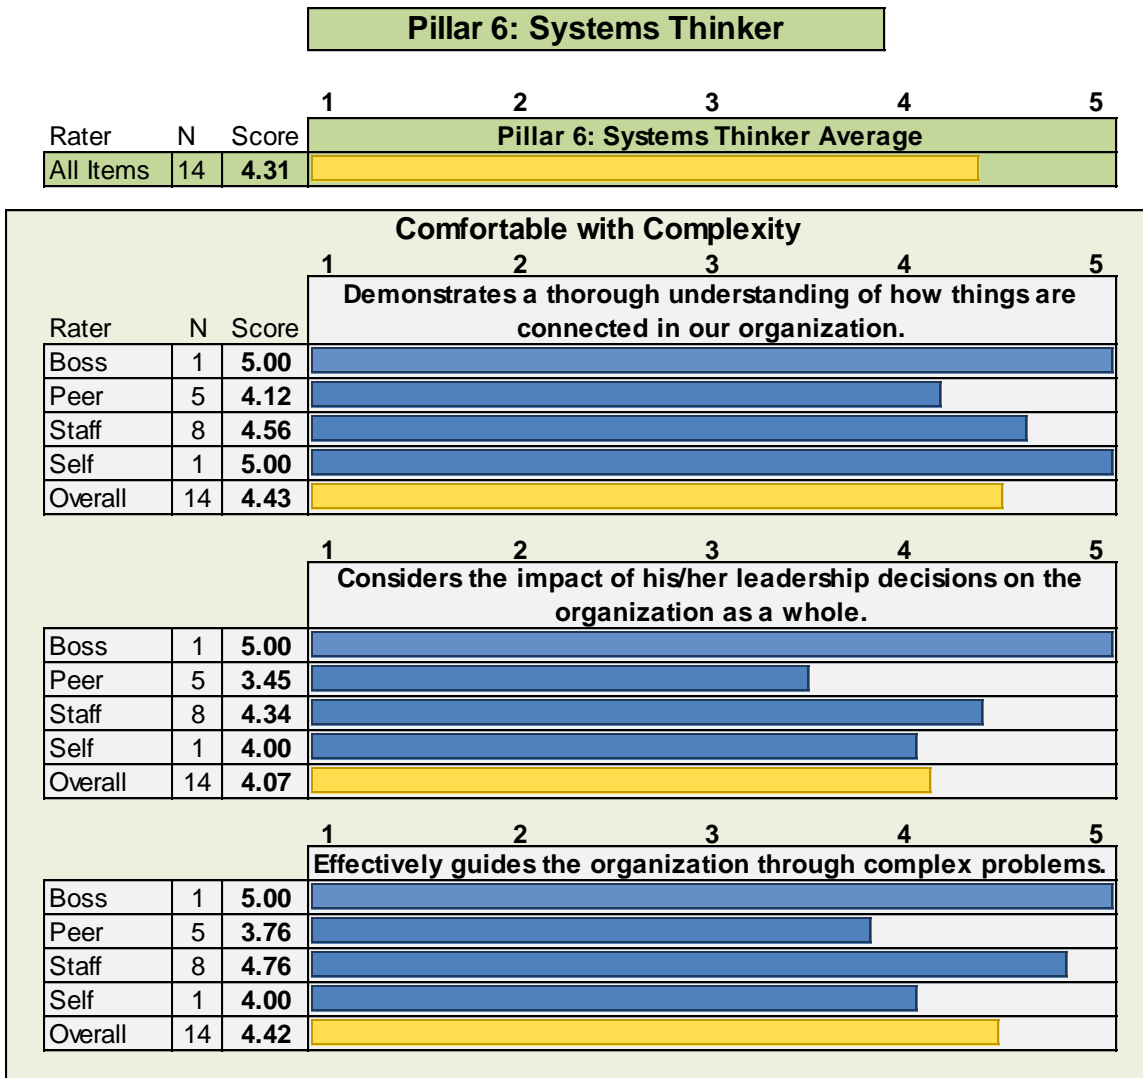 Pillar 6: Systems Thinker
1 2 3 4 5
Rater N Score Pillar 6: Systems Thinker Average
All Items 14 4.31
Comfortable with Complexity
1 2 3 4 5
Demonstrates a thorough understanding of how things are
Rater N Score connected in our organization.
Boss 1 5.00
Peer 5 4.12
Staff 8 4.56
Self 1 5.00
Overall 14 4.43
1 2 3 4 5
Considers the impact of his/her leadership decisions on the
organization as a whole.
Boss 1 5.00
Peer 5 3.45
Staff 8 4.34
Self 1 4.00
Overall 14 4.07
1 2 3 4 5
Effectively guides the organization through complex problems.
Boss 1 5.00
Peer 5 3.76
Staff 8 4.76
Self 1 4.00
Overall 14 4.42